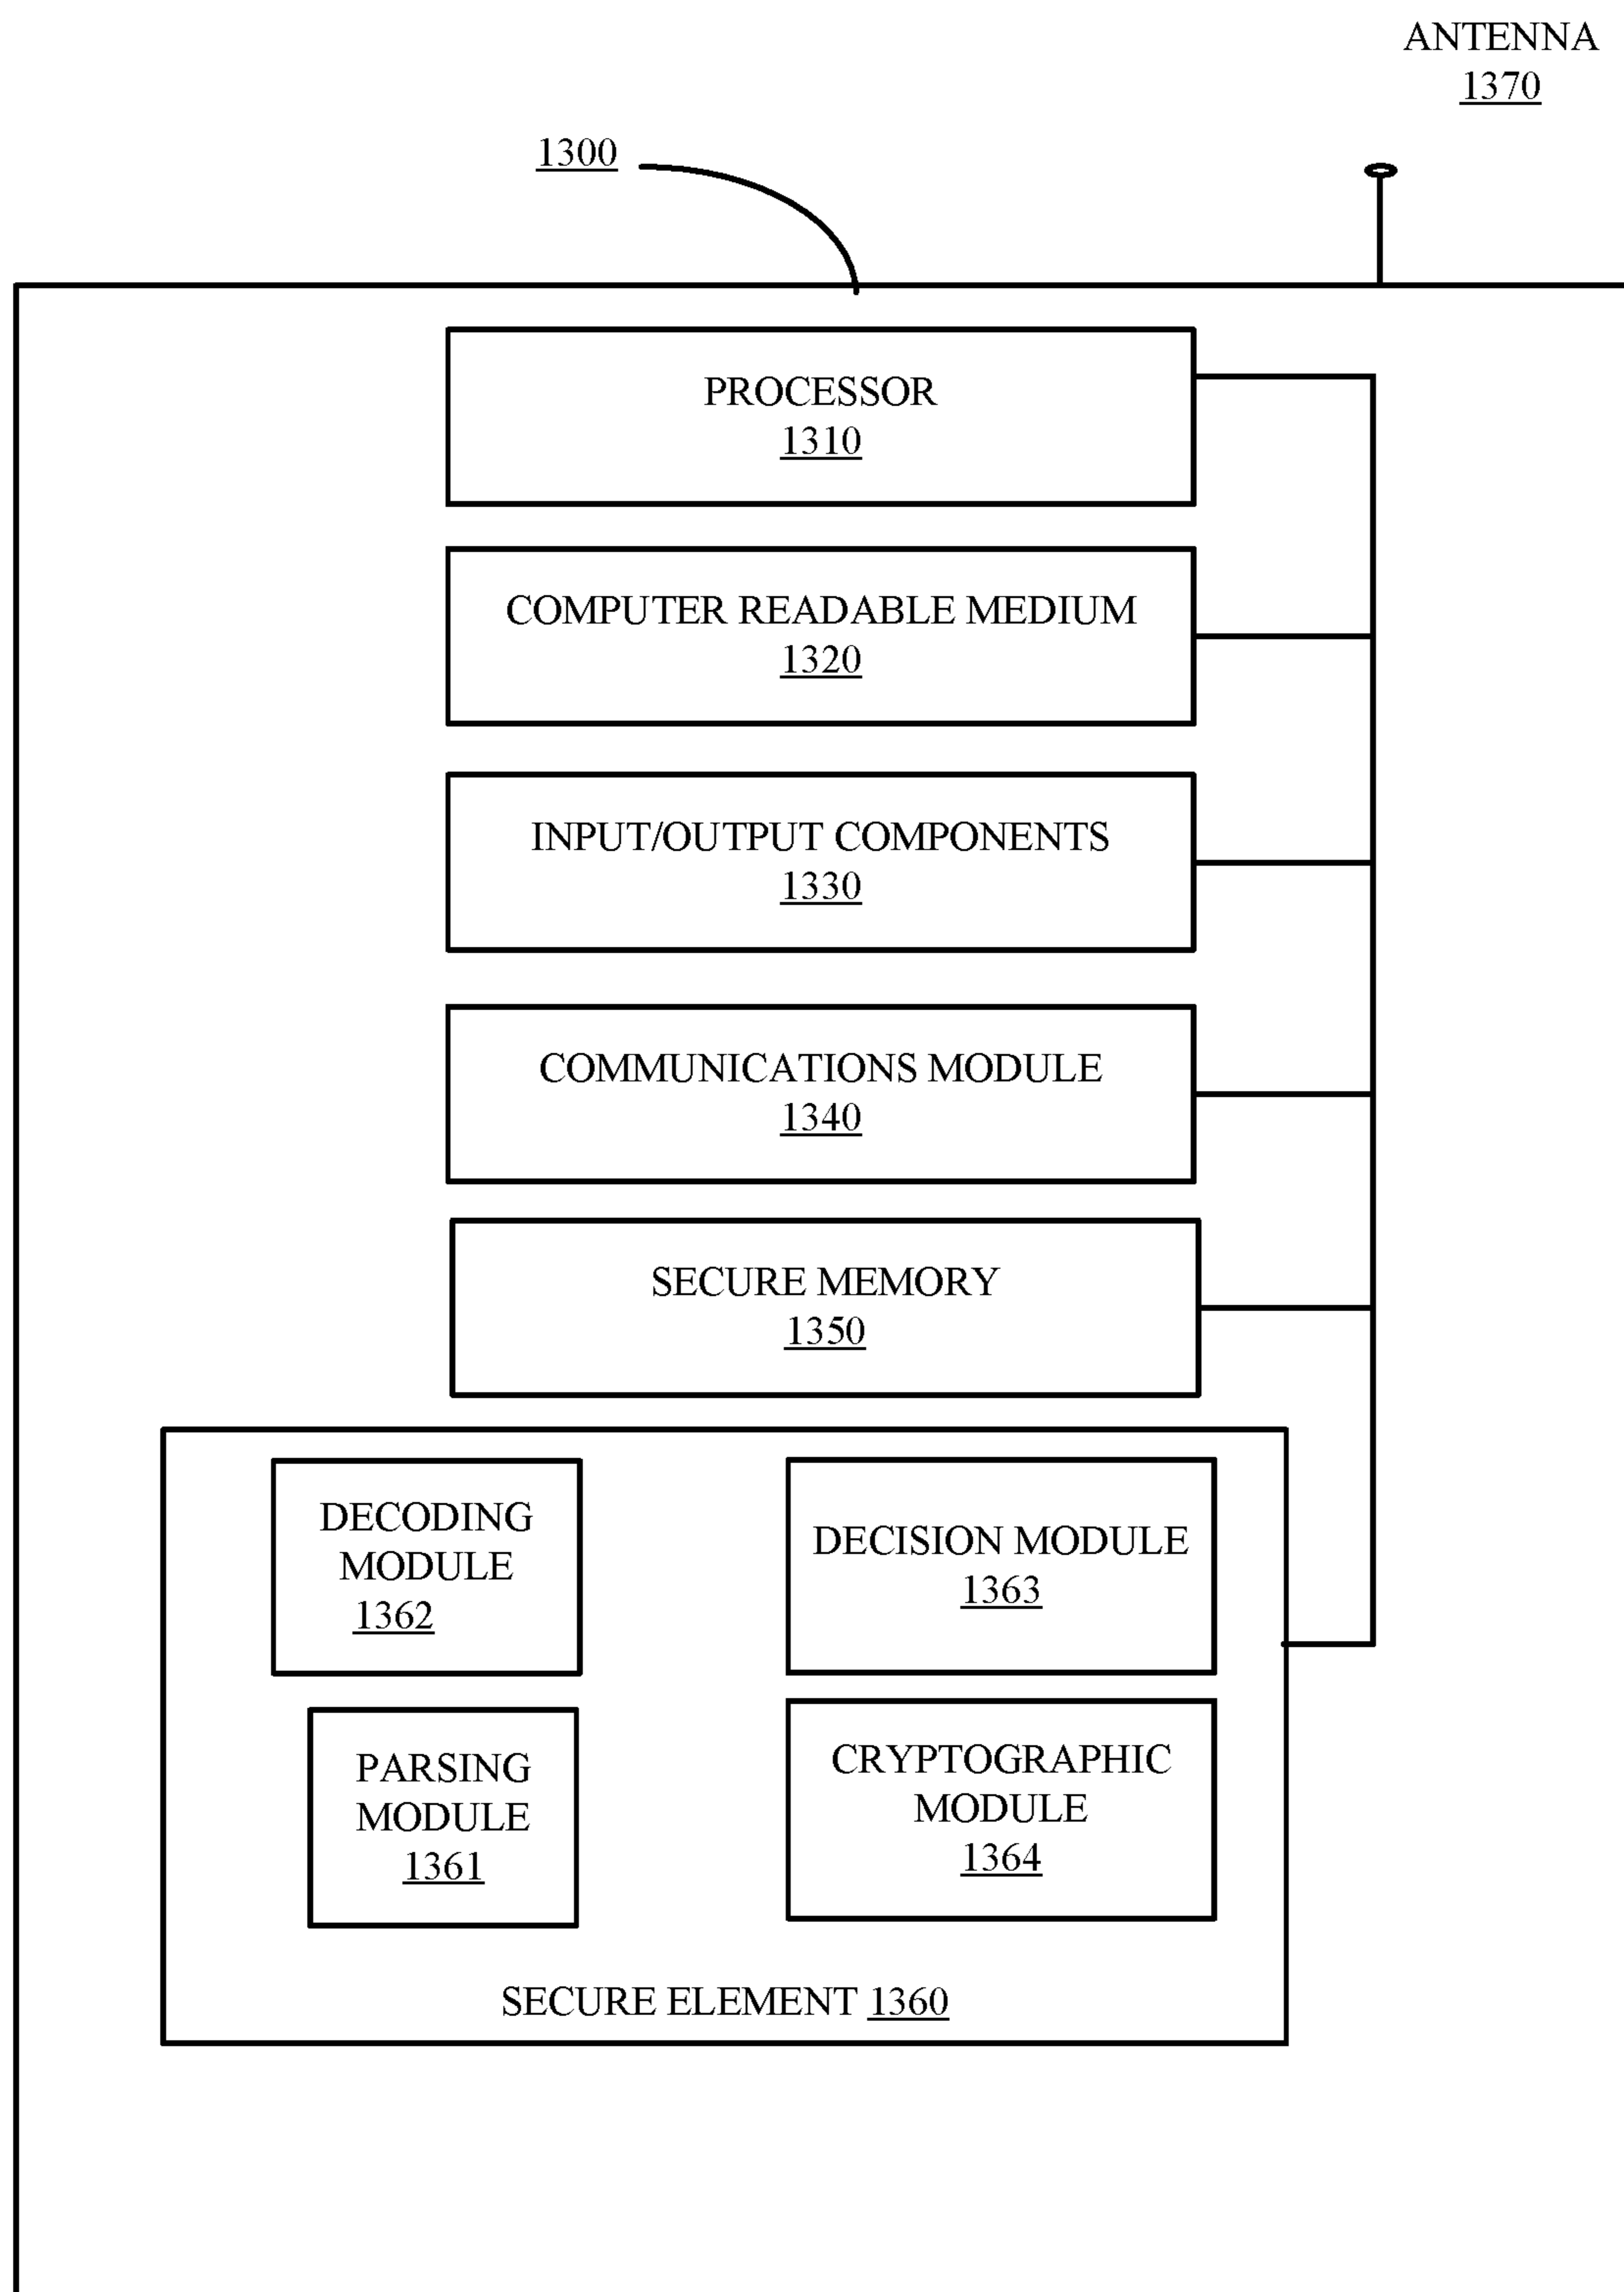 ANTENNA
1370
1300
PROCESSOR
1310
COMPUTER READABLE MEDIUM
1320
INPUT/OUTPUT COMPONENTS
1330
COMMUNICATIONS MODULE
1340
SECURE MEMORY
1350
DECODING
MODULE
1362
DECISION MODULE
1363
PARSING
MODULE
1361
CRYPTOGRAPHIC
MODULE
1364
SECURE ELEMENT 1360